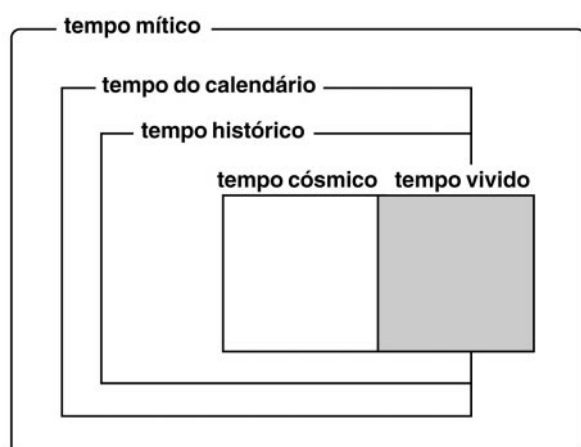 tempo mítico
tempo do calendário
tempo histórico
tempo cósmico tempo vivido